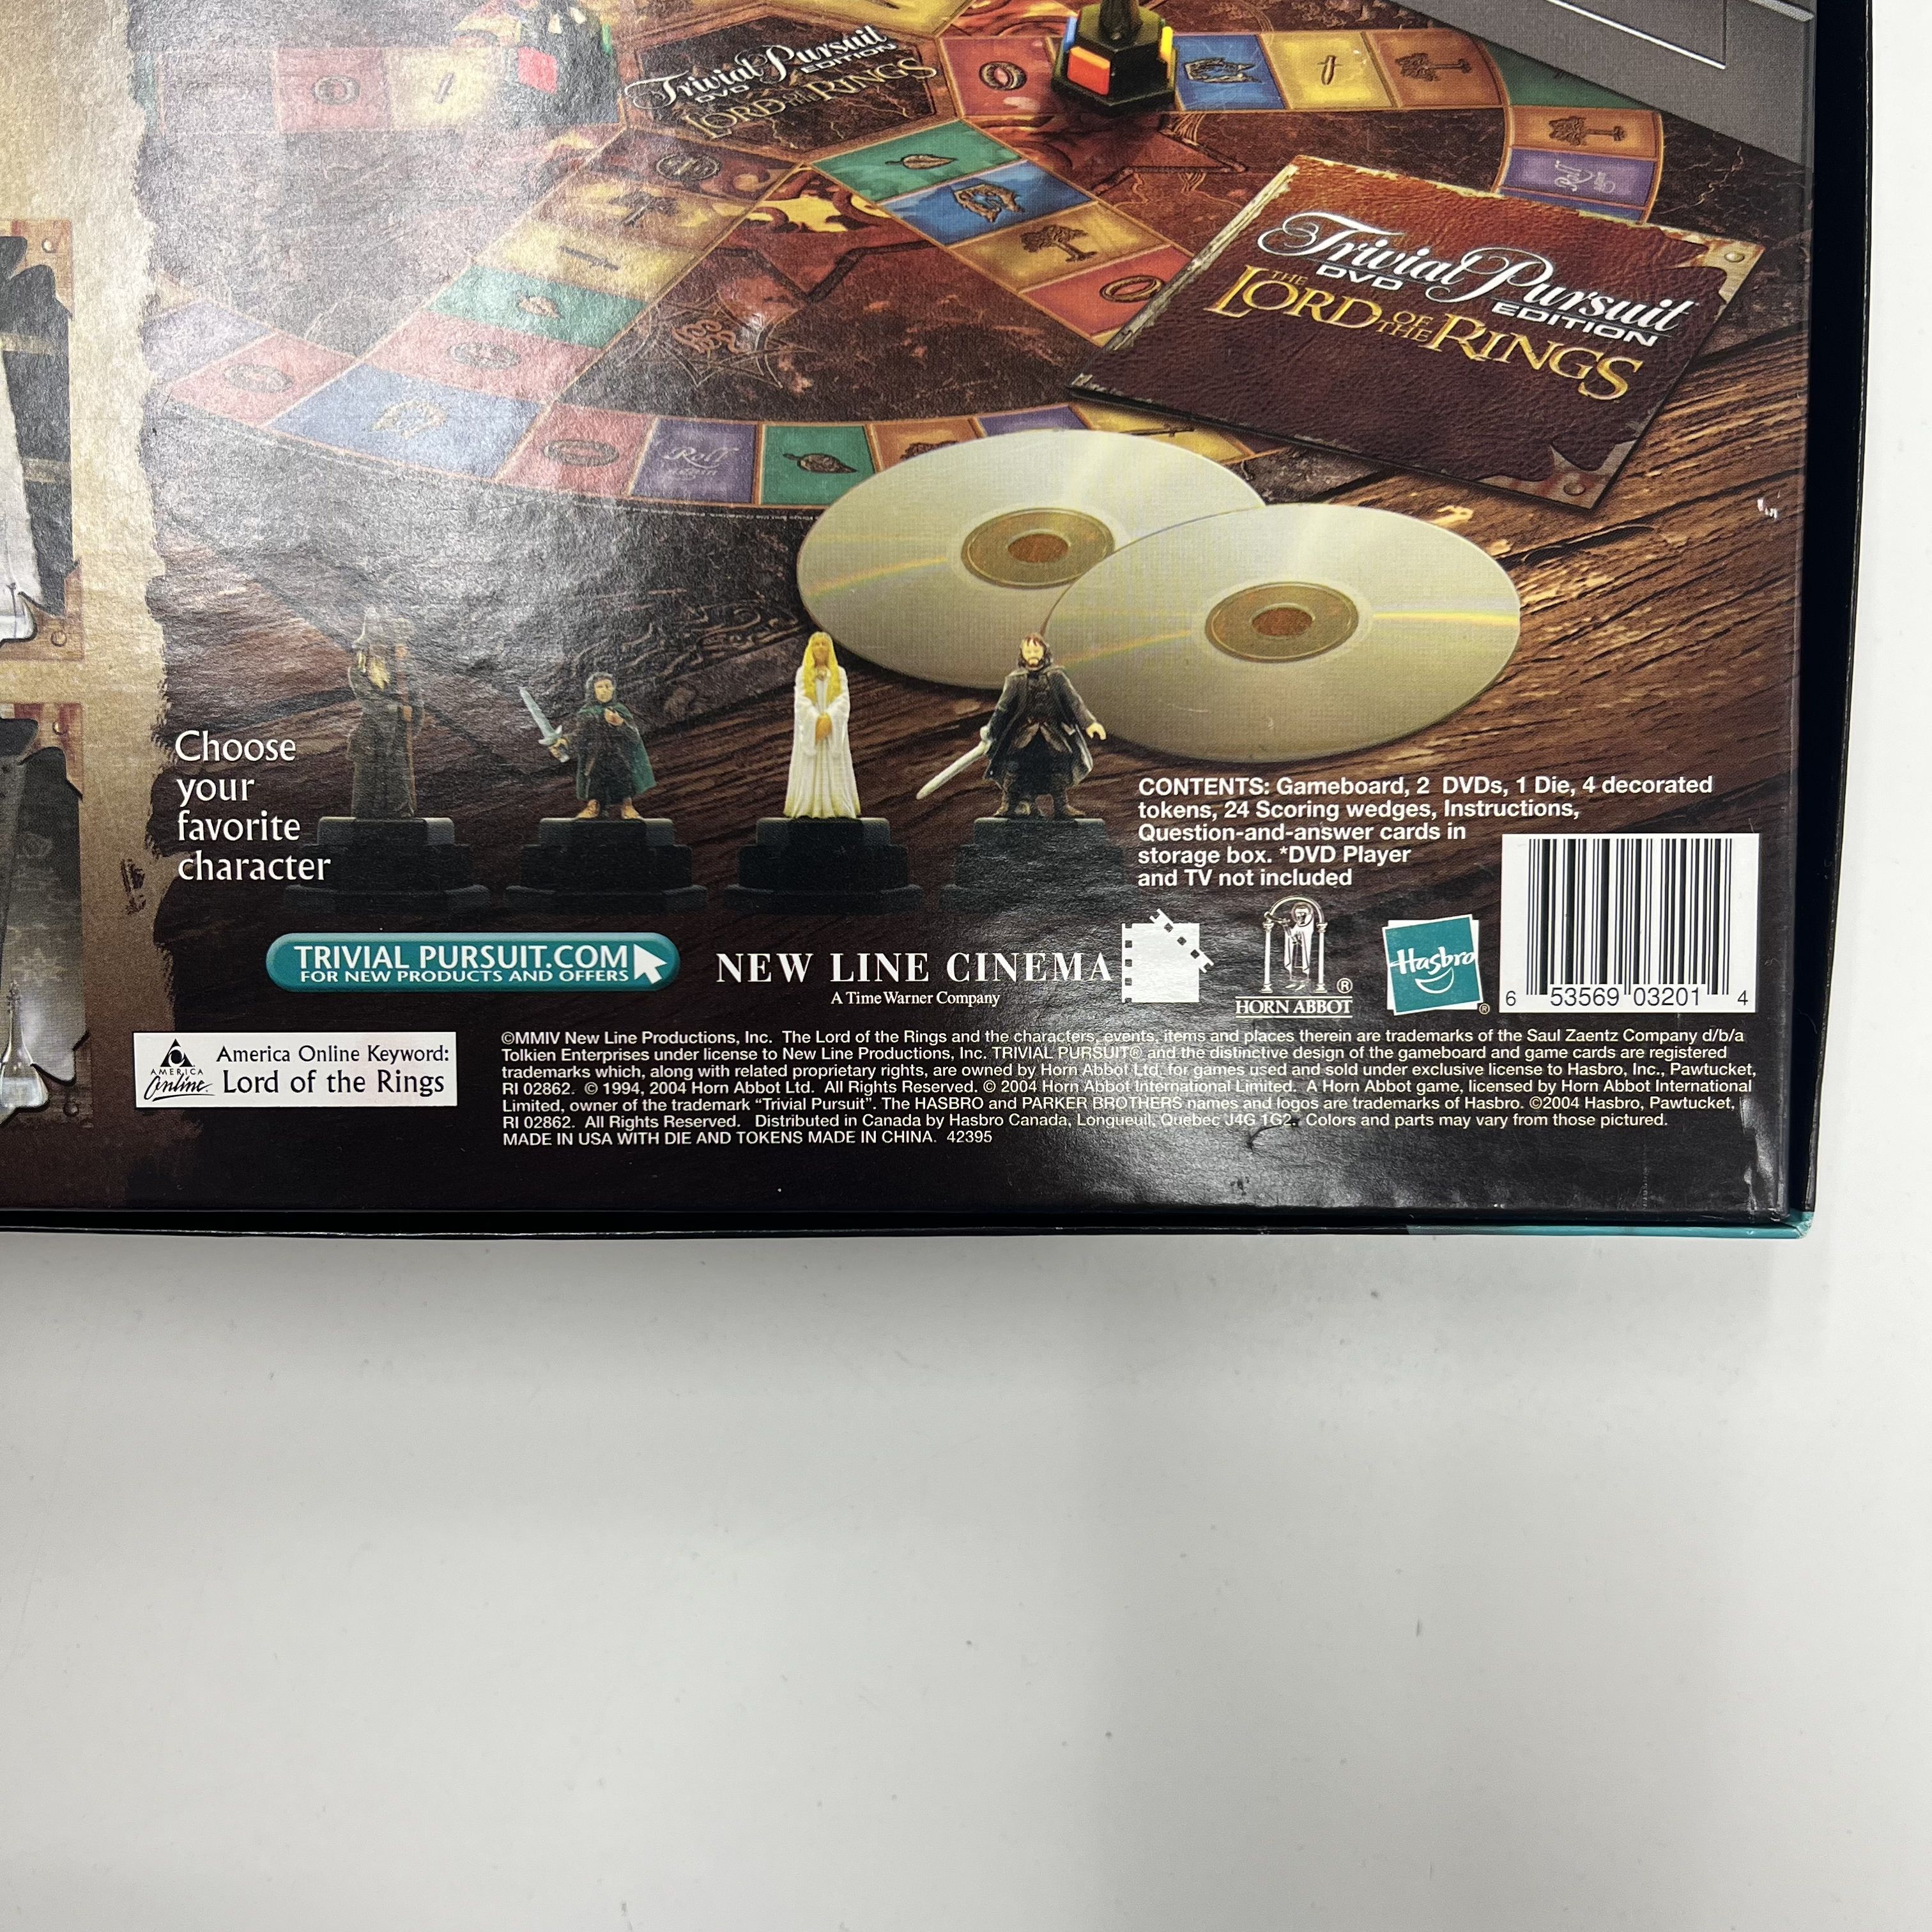 Trivial Pursuit
DVD EDITION
LORD OF THE RINGS
Trivial Pursuit
DVD EDITION
THE LORD OF THE RINGS
Roll
Choose
your
favorite
character
CONTENTS: Gameboard, 2 DVDs, 1 Die, 4 decorated
tokens, 24 Scoring wedges, Instructions,
Question-and-answer cards in
storage box. *DVD Player
and TV not included
TRIVIAL PURSUIT.COM
FOR NEW PRODUCTS AND OFFERS
NEW LINE CINEMA
A Time Warner Company
HORN ABBOT ®
Hasbro ®
6 53569 03201 4
AMERICA
Online
America Online Keyword:
Lord of the Rings
©MMIV New Line Productions, Inc. The Lord of the Rings and the characters, events, items and places therein are trademarks of the Saul Zaentz Company d/b/a
Tolkien Enterprises under license to New Line Productions, Inc. TRIVIAL PURSUIT® and the distinctive design of the gameboard and game cards are registered
trademarks which, along with related proprietary rights, are owned by Horn Abbot Ltd. for games used and sold under exclusive license to Hasbro, Inc., Pawtucket,
RI 02862. © 1994, 2004 Horn Abbot Ltd. All Rights Reserved. © 2004 Horn Abbot International Limited. A Horn Abbot game, licensed by Horn Abbot International
Limited, owner of the trademark “Trivial Pursuit”. The HASBRO and PARKER BROTHERS names and logos are trademarks of Hasbro. ©2004 Hasbro, Pawtucket,
RI 02862. All Rights Reserved. Distributed in Canada by Hasbro Canada, Longueuil, Quebec J4G 1G2. Colors and parts may vary from those pictured.
MADE IN USA WITH DIE AND TOKENS MADE IN CHINA. 42395